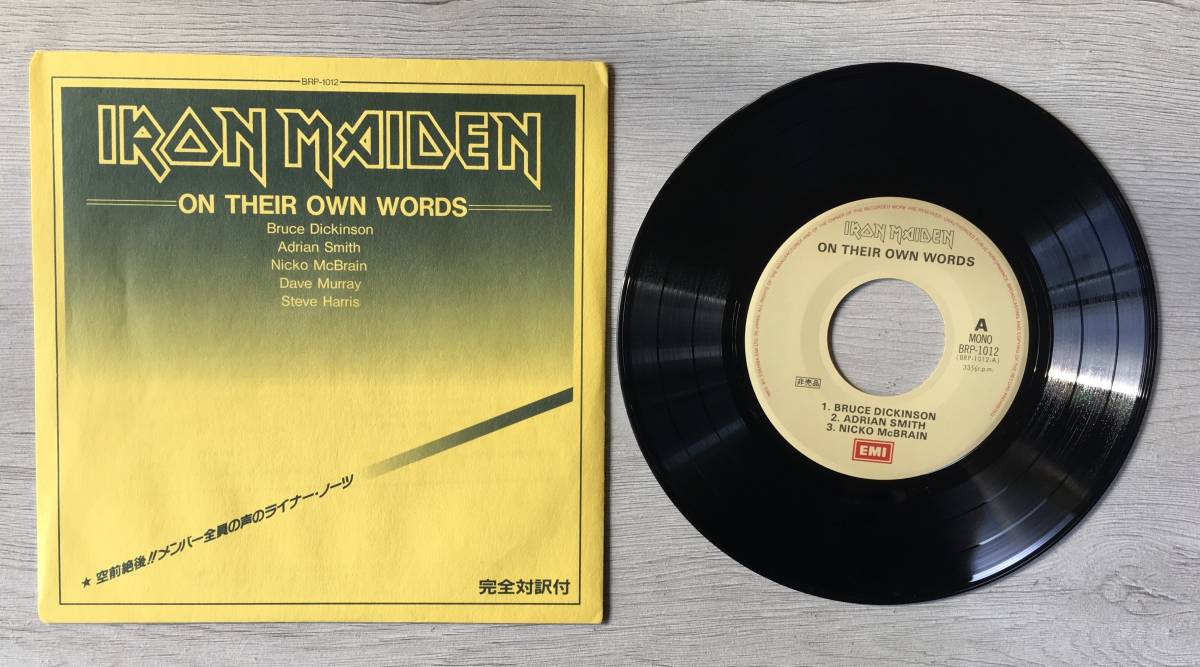 BRP-1012
IRON MAIDEN
ON THEIR OWN WORDS
Bruce Dickinson
Adrian Smith
Nicko McBrain
Dave Murray
Steve Harris
★ 空前絶後!!メンバー全員の声のライナー・ノーツ
完全対訳付
IRON MAIDEN
ON THEIR OWN WORDS
A
MONO
BRP-1012
(BRP-1012-A)
33⅓r.p.m.
非売品
1. BRUCE DICKINSON
2. ADRIAN SMITH
3. NICKO McBRAIN
EMI